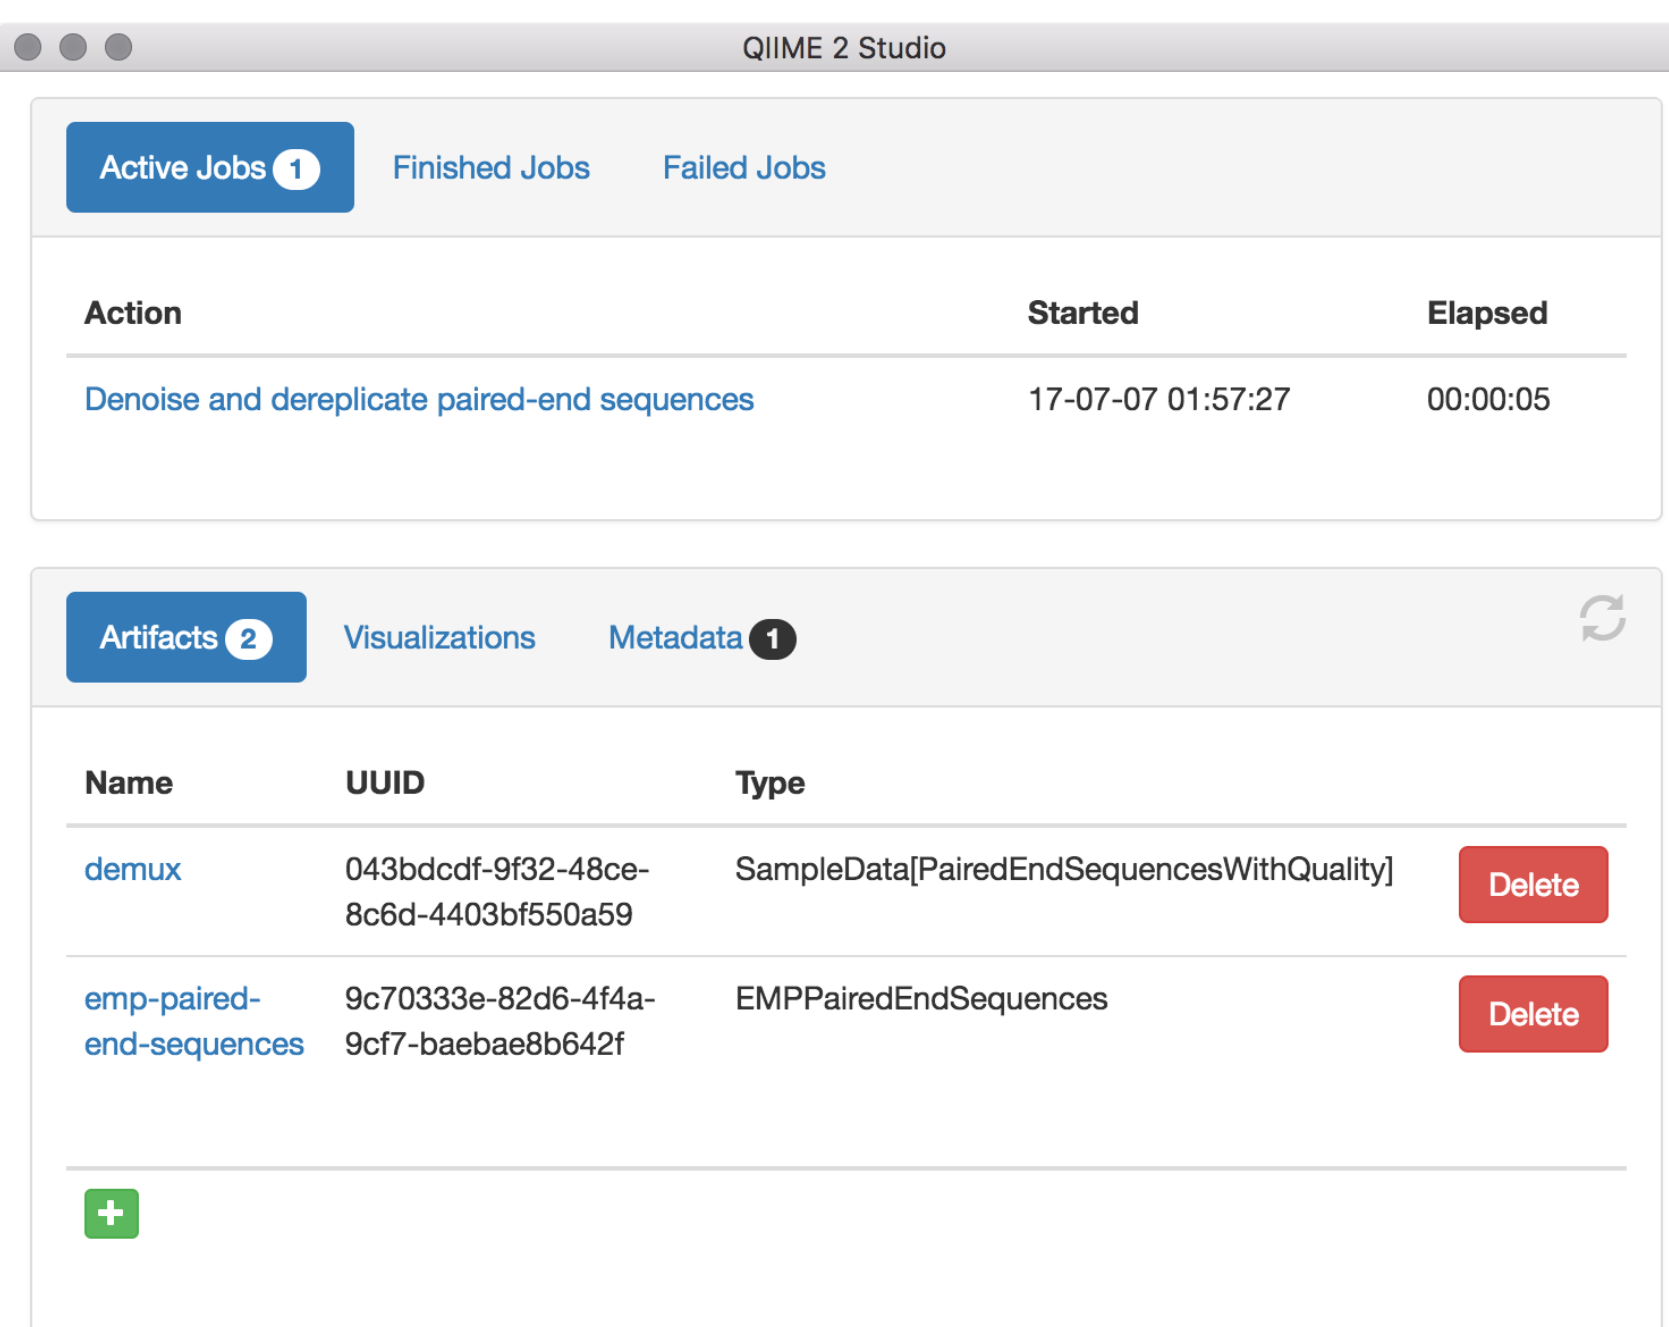 QIIME 2 Studio
Active Jobs 1 Finished Jobs Failed Jobs
Action Started Elapsed
Denoise and dereplicate paired-end sequences 17-07-07 01:57:27 00:00:05
Artifacts 2 Visualizations Metadata 1
Name UUID Type
demux 043bdcdf-9f32-48ce- SampleData[PairedEndSequencesWithQuality] Delete
8c6d-4403bf550a59
emp-paired- 9c70333e-82d6-4f4a- EMPPairedEndSequences Delete
end-sequences 9cf7-baebae8b642f